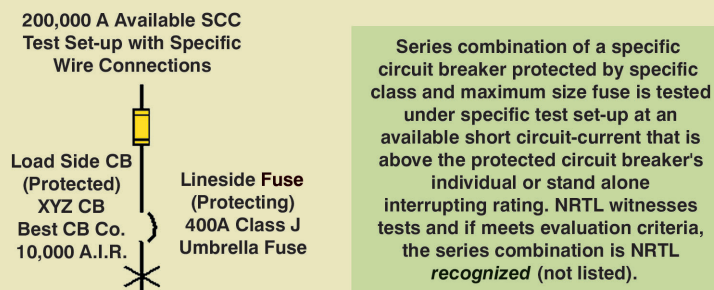 200,000 A Available SCC
Test Set-up with Specific
Wire Connections
Load Side CB
(Protected)
XYZ CB
Best CB Co.
10,000 A.I.R.
Lineside Fuse
(Protecting)
400A Class J
Umbrella Fuse
Series combination of a specific
circuit breaker protected by specific
class and maximum size fuse is tested
under specific test set-up at an
available short circuit-current that is
above the protected circuit breaker's
individual or stand alone
interrupting rating. NRTL witnesses
tests and if meets evaluation criteria,
the series combination is NRTL
recognized (not listed).